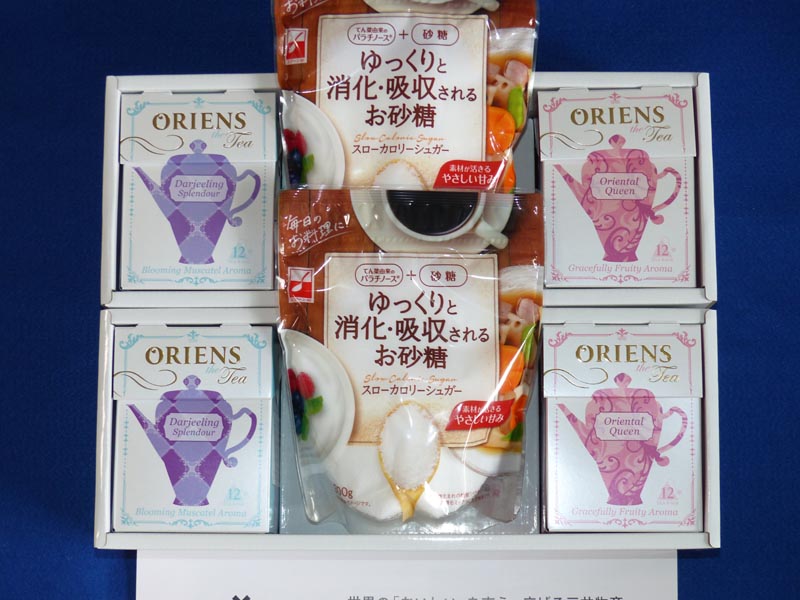 てん菜由来の
パラチノース®
+
砂糖
ゆっくりと
消化・吸収される
お砂糖
Slow Calorie Sugar
スローカロリーシュガー
素材が活きる
やさしい甘み
ORIENS
the
Tea
Darjeeling
Splendour
12
Blooming Muscatel Aroma
ORIENS
the
Tea
Oriental
Queen
12
Gracefully Fruity Aroma
毎日の
お料理に
てん菜由来の
パラチノース®
+
砂糖
ゆっくりと
消化・吸収される
お砂糖
Slow Calorie Sugar
スローカロリーシュガー
素材が活きる
やさしい甘み
ORIENS
the
Tea
Darjeeling
Splendour
12
Blooming Muscatel Aroma
ORIENS
the
Tea
Oriental
Queen
12
Gracefully Fruity Aroma